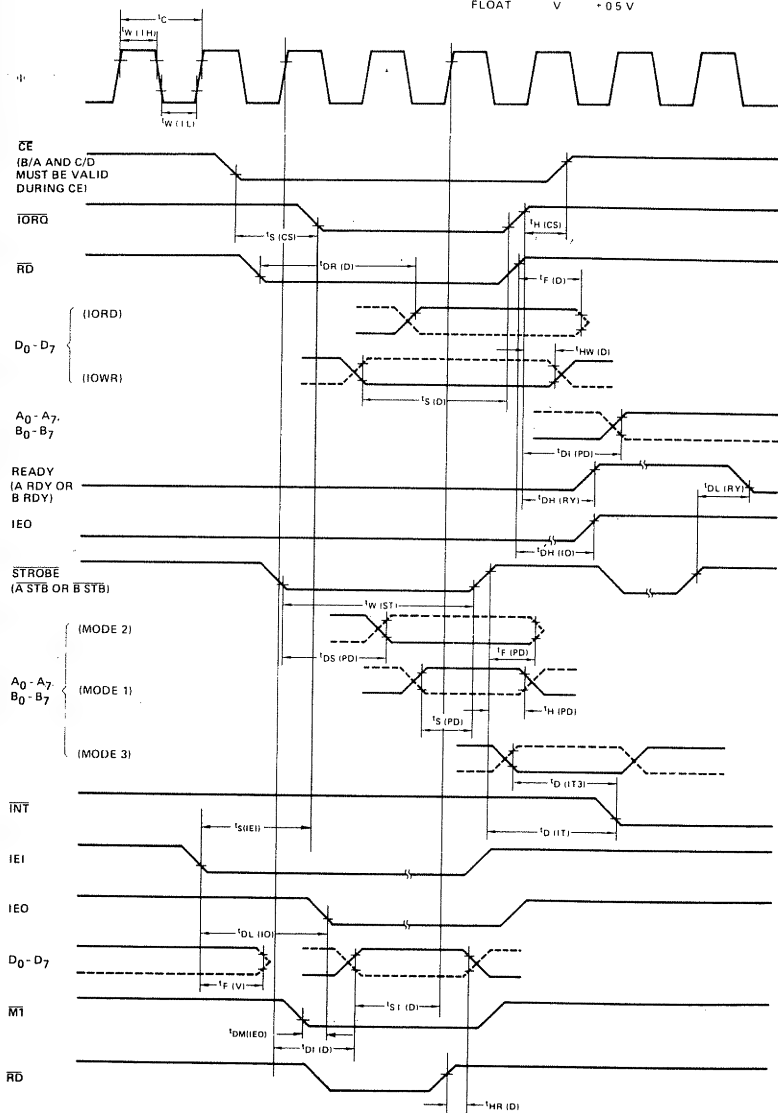 FLOAT V +05V
tC
tW(ΦH)
Φ
tW(ΦL)
CE
(B/A AND C/D
MUST BE VALID
DURING CE)
IORQ
tS(CS)
tH(CS)
RD
tDR(D)
tF(D)
(IORD)
D0-D7
tHW(D)
(IOWR)
tS(D)
A0-A7,
B0-B7
tDI(PD)
READY
(A RDY OR
B RDY)
tDH(RY)
tDL(RY)
IEO
tDH(IO)
STROBE
(A STB OR B STB)
tW(ST)
(MODE 2)
tF(PD)
tDS(PD)
A0-A7
B0-B7
(MODE 1)
tH(PD)
tS(PD)
(MODE 3)
tD(IT3)
INT
tS(IEI)
tD(IT)
IEI
IEO
tDL(IO)
D0-D7
tF(V)
tSI(D)
M1
tDM(IEO)
tDI(D)
RD
tHR(D)